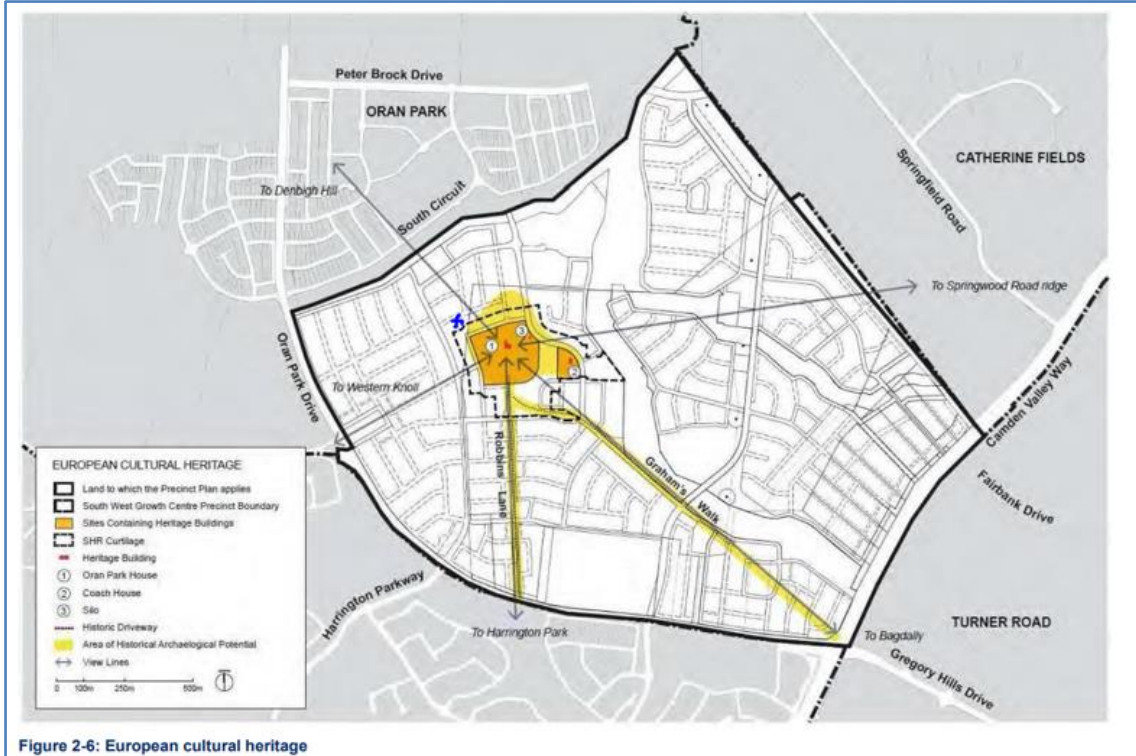 Peter Brock Drive
ORAN PARK
CATHERINE FIELDS
Springfield Road
To Denbigh Hill
South Circuit
To Springwood Road ridge
3
1
2
Oran Park Drive
To Western Knoll
Camden Valley Way
Robbins Lane
Graham's Walk
Fairbank Drive
Harrington Parkway
To Harrington Park
To Bagdally
TURNER ROAD
Gregory Hills Drive
EUROPEAN CULTURAL HERITAGE
Land to which the Precinct Plan applies
South West Growth Centre Precinct Boundary
Sites Containing Heritage Buildings
SHR Curtilage
Heritage Building
1 Oran Park House
2 Coach House
3 Silo
Historic Driveway
Area of Historical Archaeological Potential
View Lines
0 100m 250m 500m
Figure 2-6: European cultural heritage